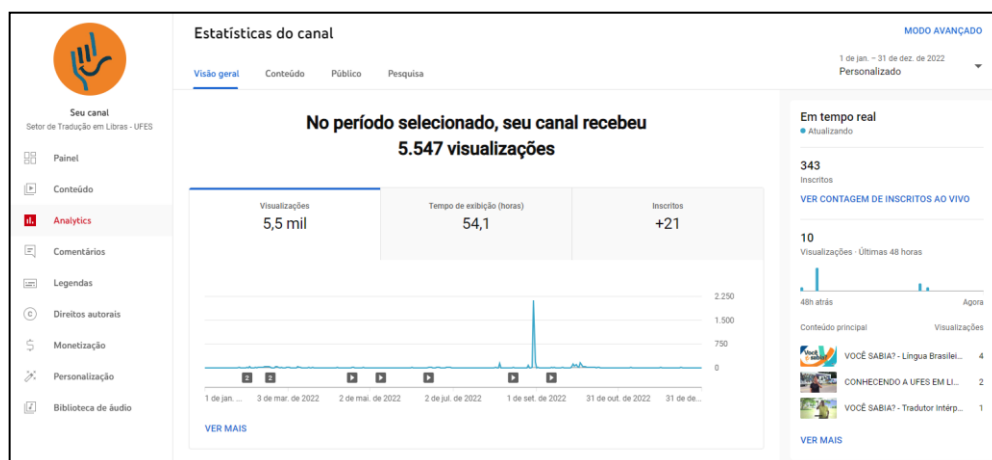 Estatísticas do canal
MODO AVANÇADO
Visão geral
Conteúdo
Público
Pesquisa
1 de jan. – 31 de dez. de 2022
Personalizado
Seu canal
Setor de Tradução em Libras - UFES
Painel
Conteúdo
Analytics
Comentários
Legendas
Direitos autorais
Monetização
Personalização
Biblioteca de áudio
No período selecionado, seu canal recebeu
5.547 visualizações
Visualizações
5,5 mil
Tempo de exibição (horas)
54,1
Inscritos
+21
2.250
1.500
750
0
2 2
1 de jan. ... 3 de mar. de 2022 2 de mai. de 2022 2 de jul. de 2022 1 de set. de 2022 31 de out. de 2022 31 de de...
VER MAIS
Em tempo real
Atualizando
343
Inscritos
VER CONTAGEM DE INSCRITOS AO VIVO
10
Visualizações · Últimas 48 horas
48h atrás Agora
Conteúdo principal Visualizações
Você sabia?
VOCÊ SABIA? - Língua Brasilei... 4
CONHECENDO A UFES EM LI... 2
VOCÊ SABIA? - Tradutor Intérp... 1
VER MAIS